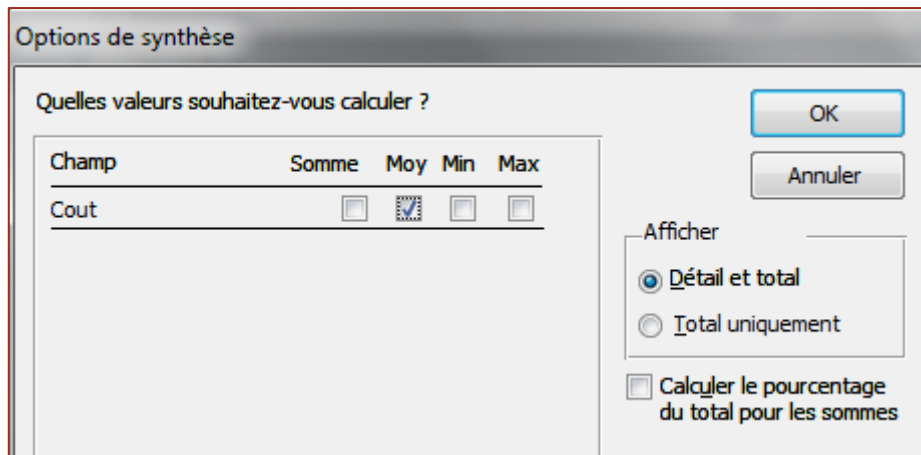 Options de synthèse
Quelles valeurs souhaitez-vous calculer ?
OK
Champ Somme Moy Min Max
Annuler
Cout
Afficher
Détail et total
Total uniquement
Calculer le pourcentage
du total pour les sommes